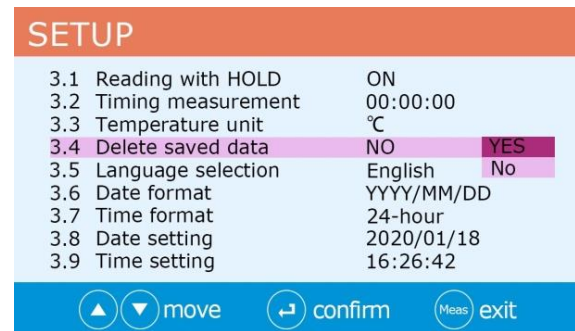 SETUP
3.1 Reading with HOLD ON
3.2 Timing measurement 00:00:00
3.3 Temperature unit ℃
3.4 Delete saved data NO YES
3.5 Language selection English No
3.6 Date format YYYY/MM/DD
3.7 Time format 24-hour
3.8 Date setting 2020/01/18
3.9 Time setting 16:26:42
move confirm Meas exit